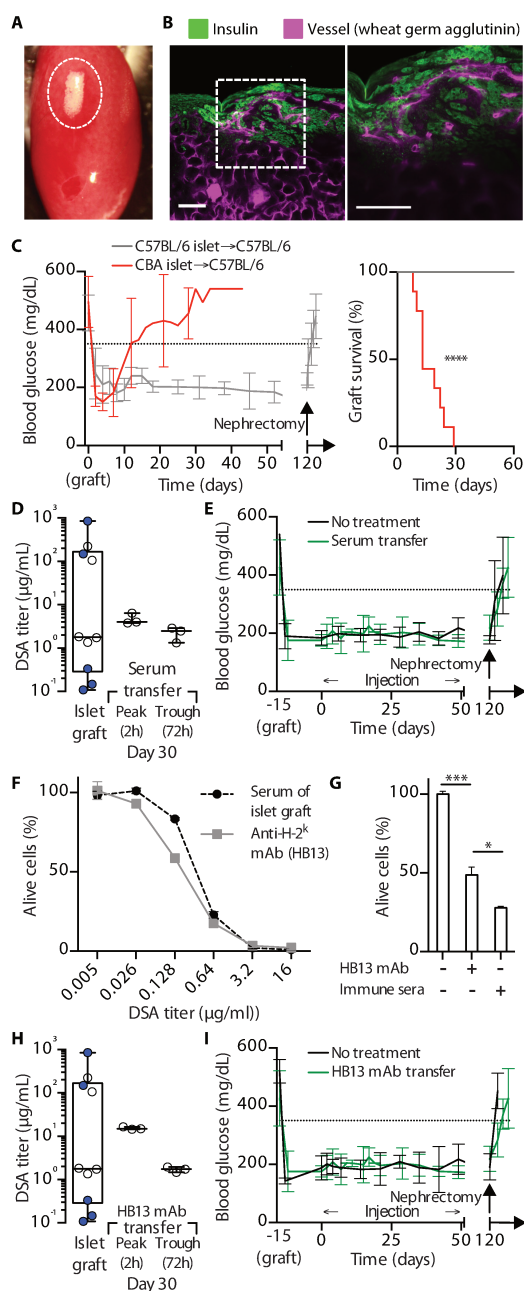 A
B
Insulin
Vessel (wheat germ agglutinin)
C
C57BL/6 islet→C57BL/6
CBA islet→C57BL/6
Blood glucose (mg/dL)
600
400
200
0
Nephrectomy
0
10
20
30
40
50
120
(graft)
Time (days)
Graft survival (%)
100
50
0
****
0
30
60
Time (days)
D
DSA titer (µg/mL)
10³
10²
10¹
10⁰
10⁻¹
Islet
graft
Serum
transfer
Peak
(2h)
Trough
(72h)
Day 30
E
No treatment
Serum transfer
Blood glucose (mg/dL)
600
400
200
0
Nephrectomy
← Injection →
-15
0
25
50
120
(graft)
Time (days)
F
Alive cells (%)
100
50
0
Serum of
islet graft
Anti-H-2ᵏ
mAb (HB13)
0.005
0.026
0.128
0.64
3.2
16
DSA titer (µg/ml))
G
Alive cells (%)
100
50
0
***
*
HB13 mAb - + -
Immune sera - - +
H
DSA titer (µg/mL)
10³
10²
10¹
10⁰
10⁻¹
Islet
graft
HB13 mAb
transfer
Peak
(2h)
Trough
(72h)
Day 30
I
No treatment
HB13 mAb transfer
Blood glucose (mg/dL)
600
400
200
0
Nephrectomy
← Injection →
-15
0
25
50
120
(graft)
Time (days)